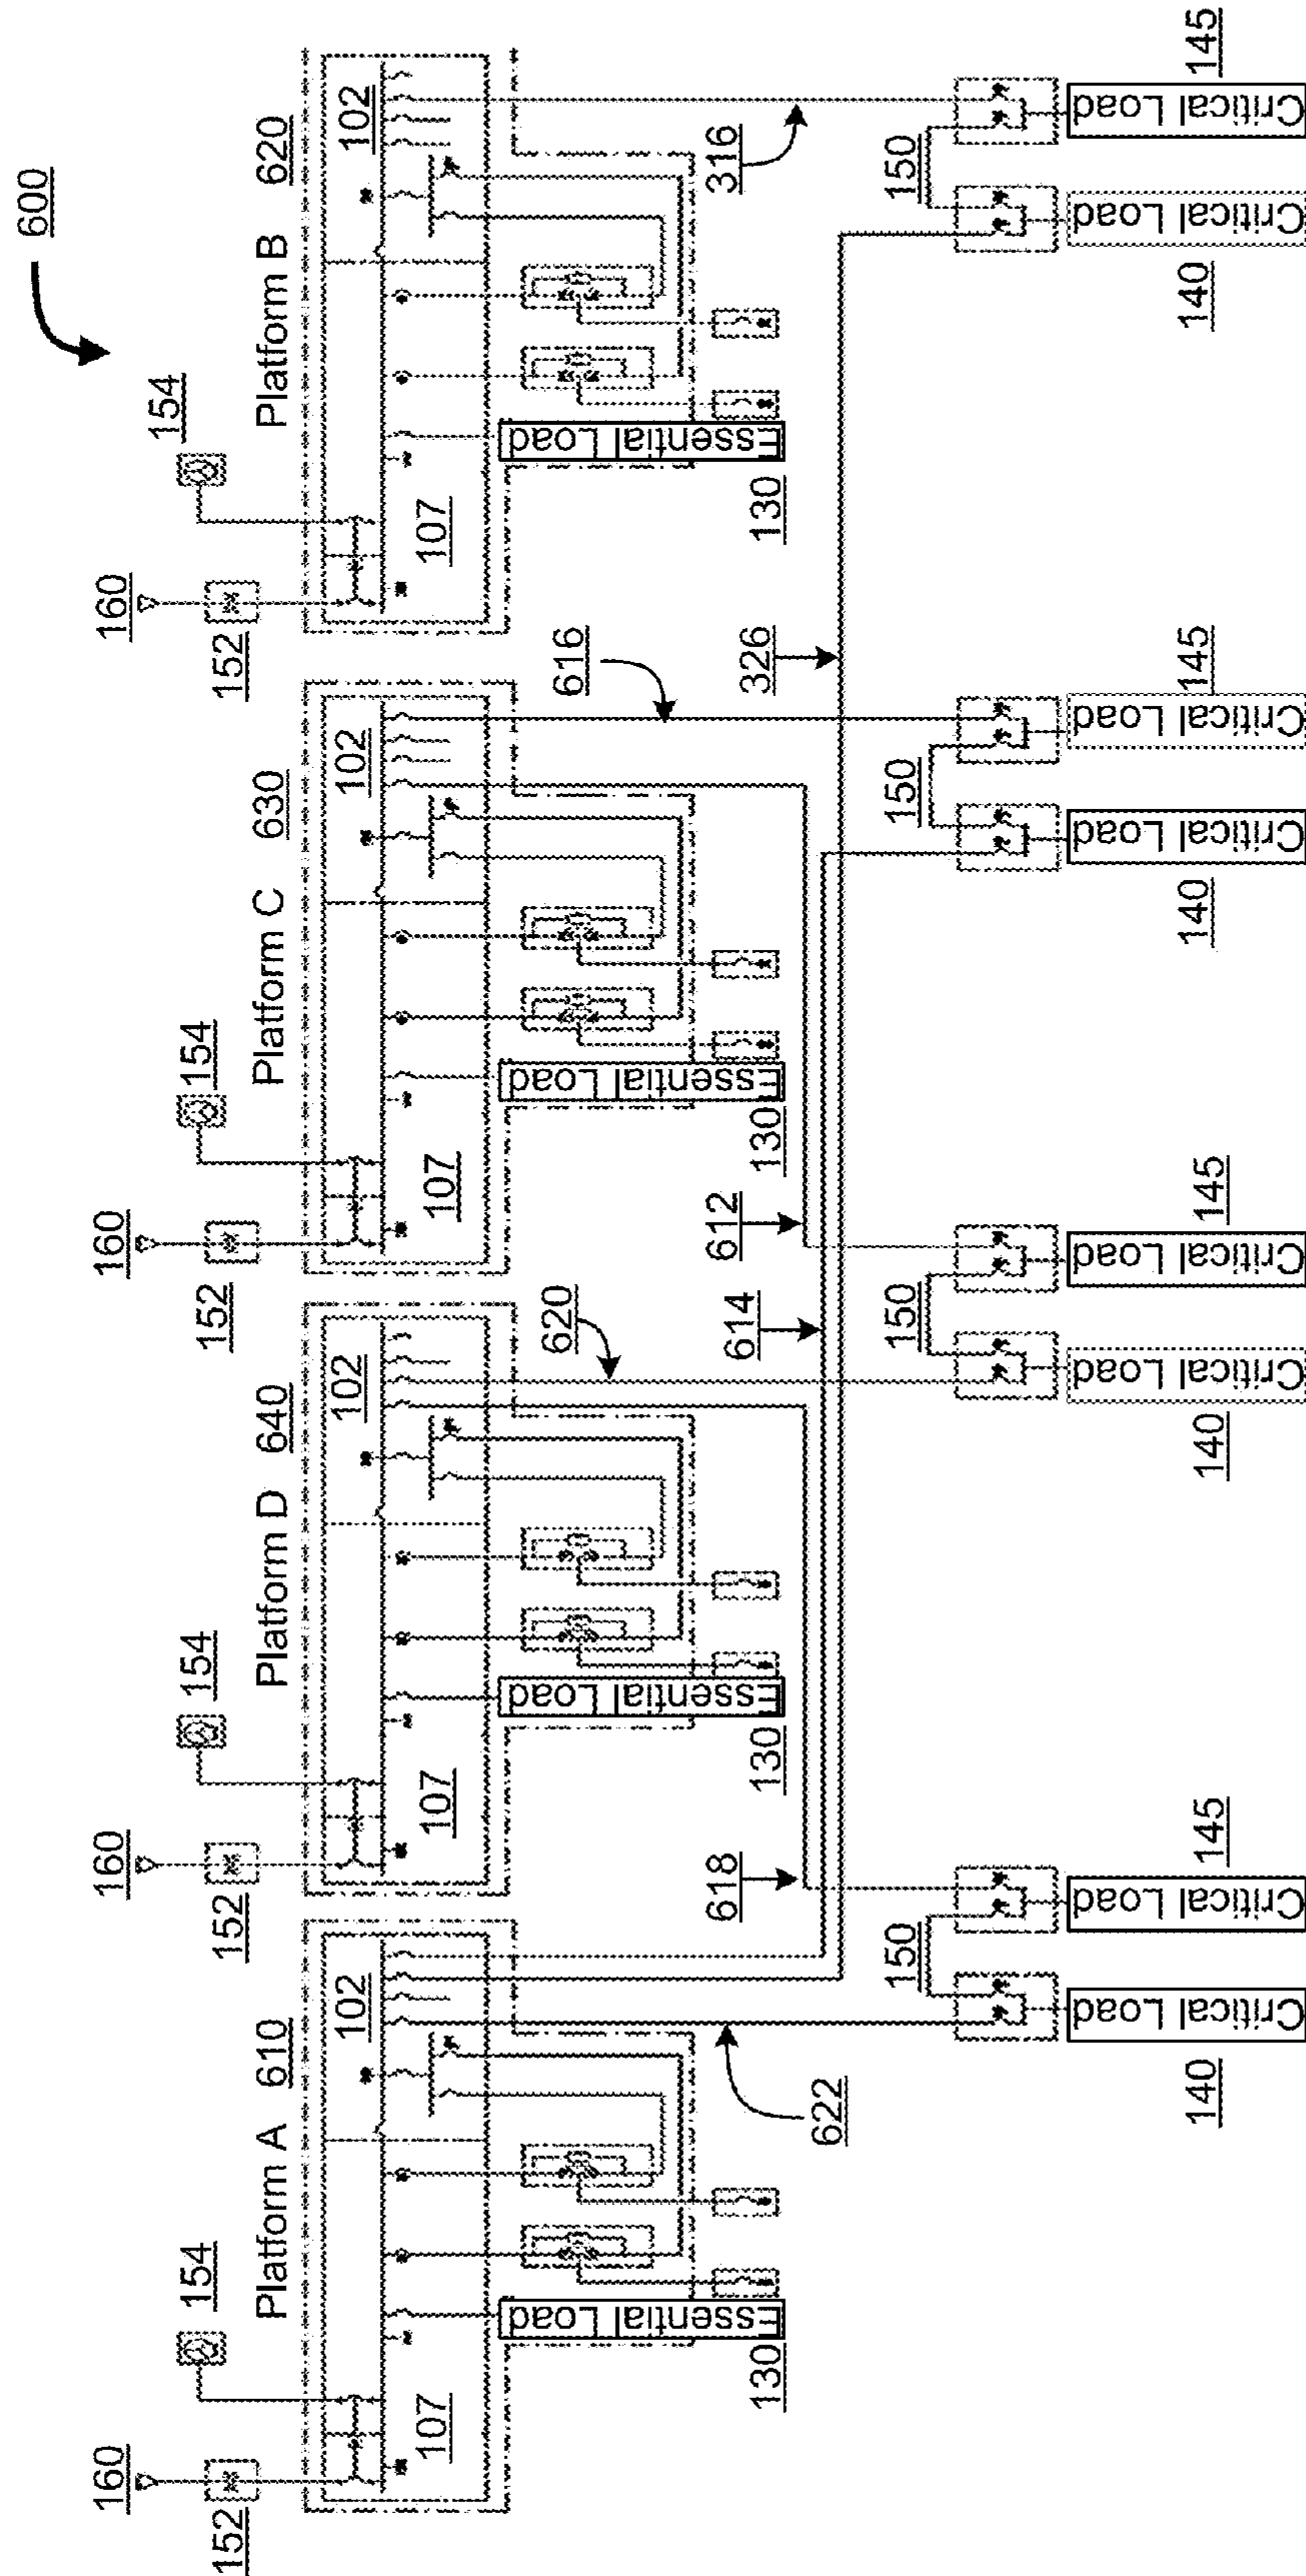 600
160
160
160
160
154
154
154
154
152
152
152
152
Platform A 610
Platform D 640
Platform C 630
Platform B 620
102
102
102
102
107
107
107
107
620
616
Essential Load
Essential Load
Essential Load
Essential Load
618
614
612
316
130
130
130
130
326
622
150
150
150
150
Critical Load
Critical Load
Critical Load
Critical Load
Critical Load
Critical Load
Critical Load
Critical Load
140
145
140
145
140
145
140
145